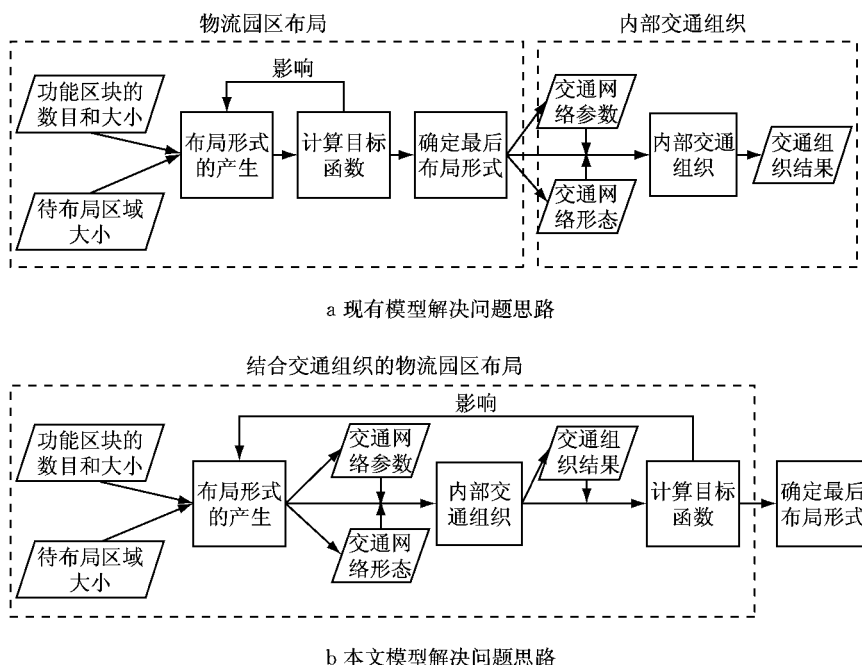 物流园区布局
内部交通组织
影响
功能区块的
数目和大小
待布局区域
大小
布局形式
的产生
计算目标
函数
确定最后
布局形式
交通网
络参数
交通网
络形态
内部交通
组织
交通组
织结果
a 现有模型解决问题思路
结合交通组织的物流园区布局
影响
功能区块的
数目和大小
待布局区域
大小
布局形式
的产生
交通网
络参数
交通网
络形态
内部交
通组织
交通组
织结果
计算目标
函数
确定最后
布局形式
b 本文模型解决问题思路